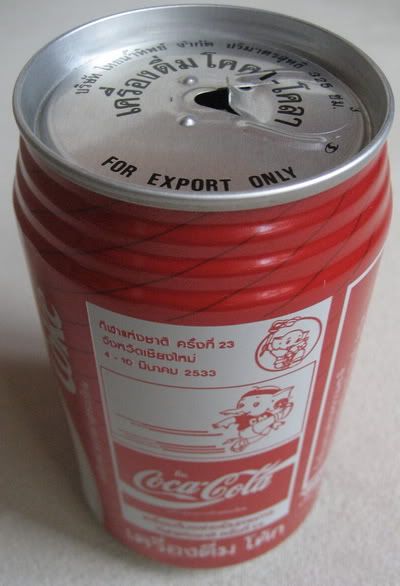 บริษัท ไทยน้ำทิพย์ จำกัด ปริมาตรสุทธิ 325 ซม.3
เครื่องดื่มโคคา-โคลา
FOR EXPORT ONLY
กีฬาแห่งชาติ ครั้งที่ 23
จังหวัดเชียงใหม่
4 - 10 มีนาคม 2533
ดื่ม
Coca-Cola
เครื่องดื่ม โค้ก